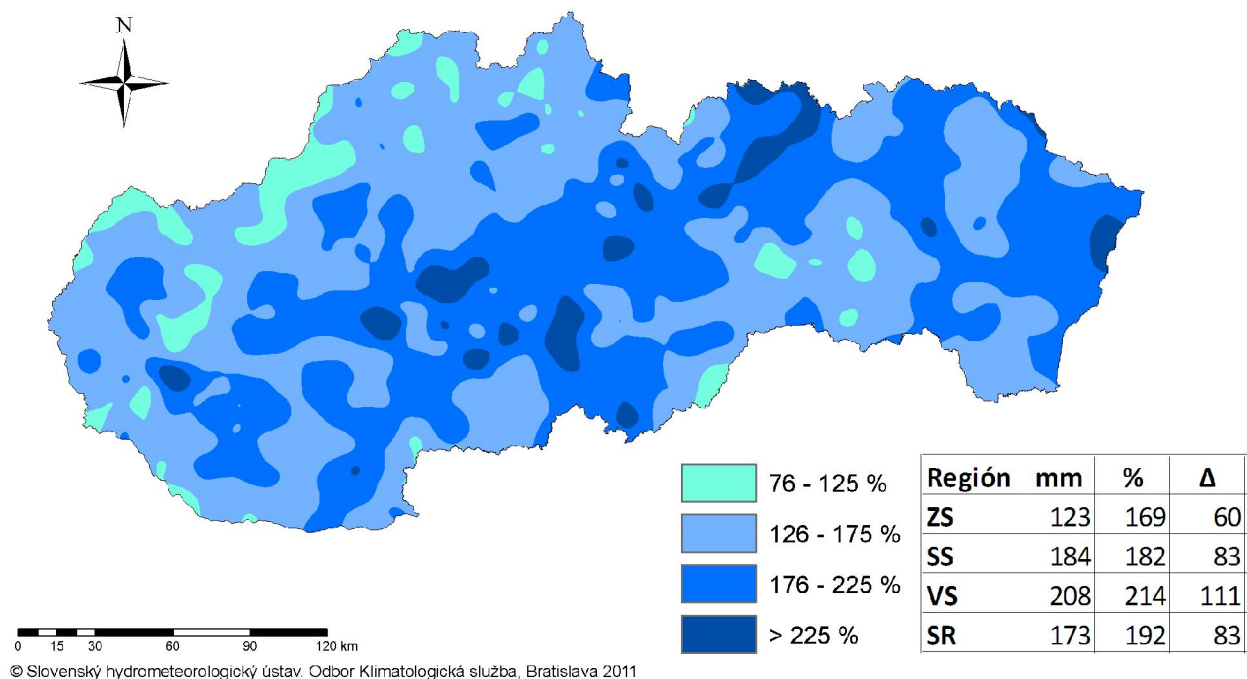 N
76 - 125 %
126 - 175 %
176 - 225 %
> 225 %
Región mm % Δ
ZS 123 169 60
SS 184 182 83
VS 208 214 111
SR 173 192 83
0 15 30 60 90 120 km
© Slovenský hydrometeorologický ústav. Odbor Klimatologická služba, Bratislava 2011